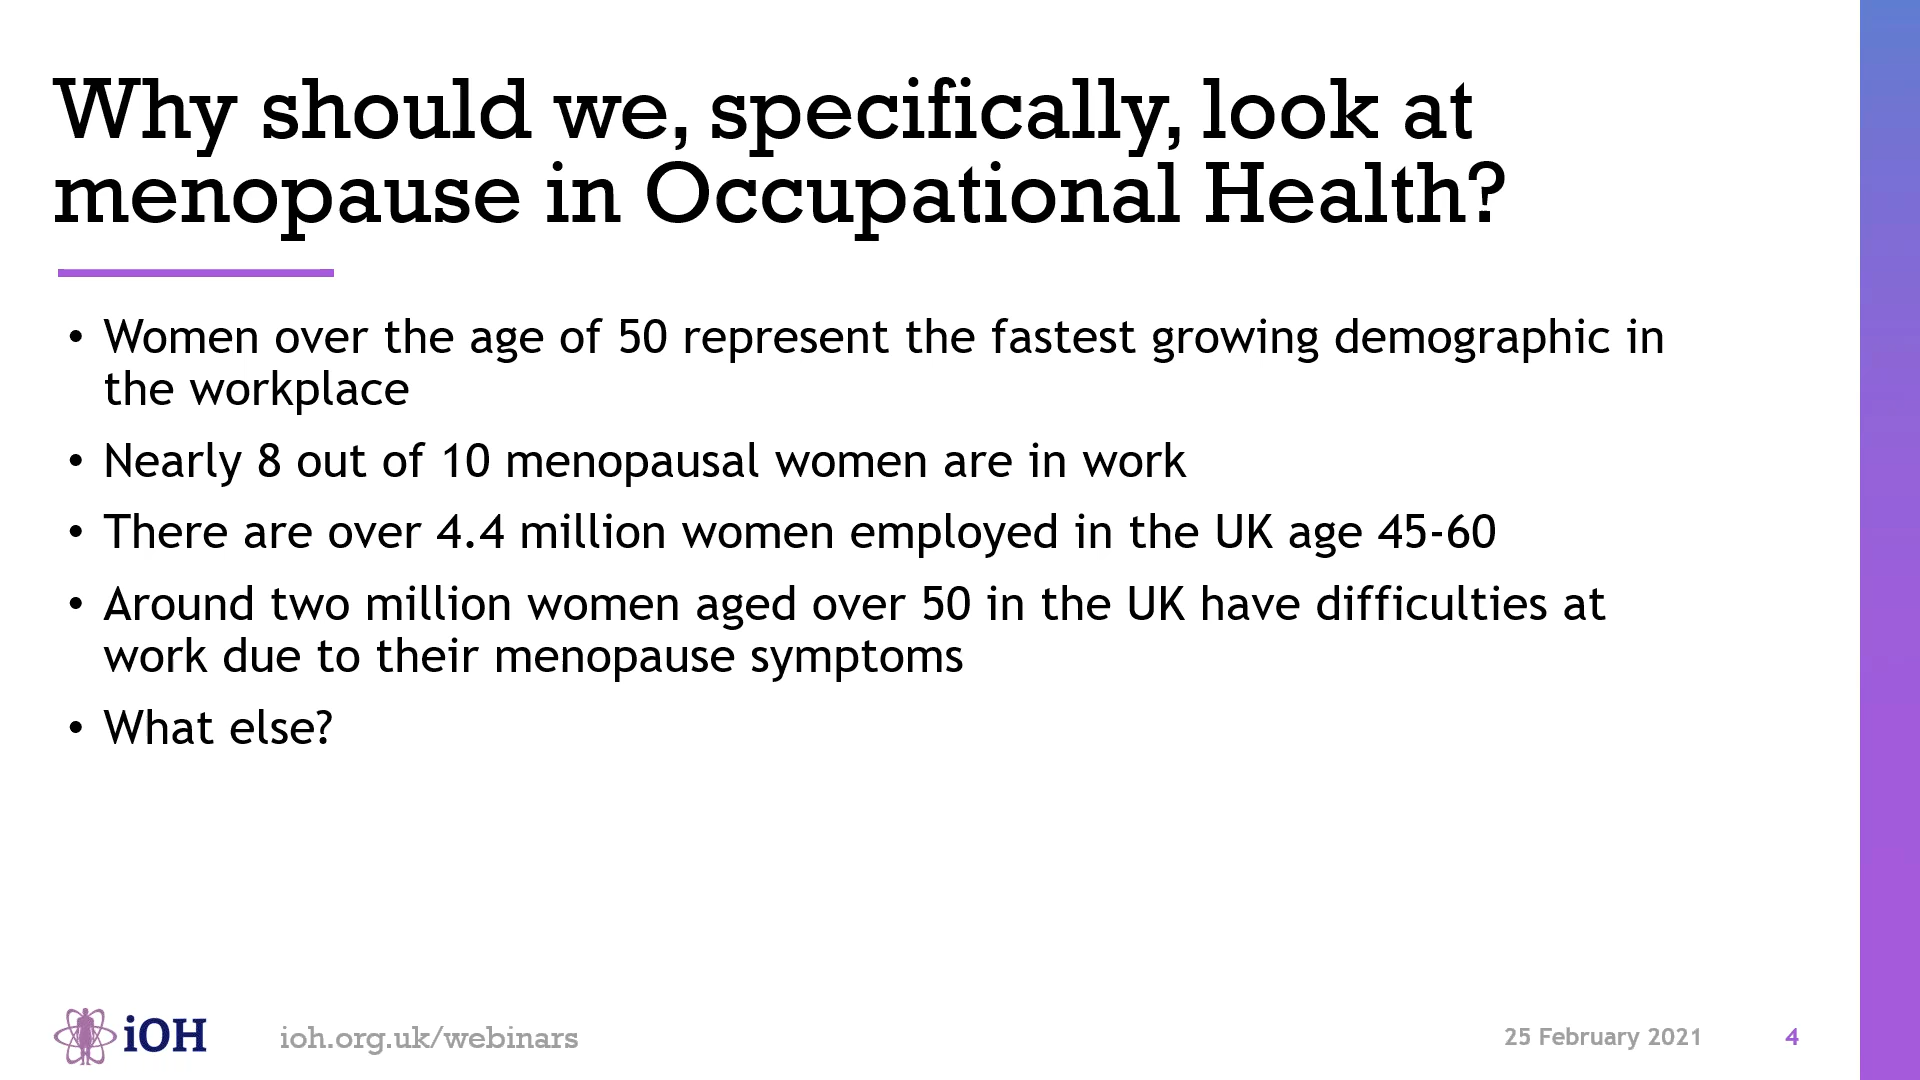 Why should we, specifically, look at
menopause in Occupational Health?
• Women over the age of 50 represent the fastest growing demographic in
the workplace
• Nearly 8 out of 10 menopausal women are in work
• There are over 4.4 million women employed in the UK age 45-60
• Around two million women aged over 50 in the UK have difficulties at
work due to their menopause symptoms
• What else?
iOH
ioh.org.uk/webinars
25 February 2021
4